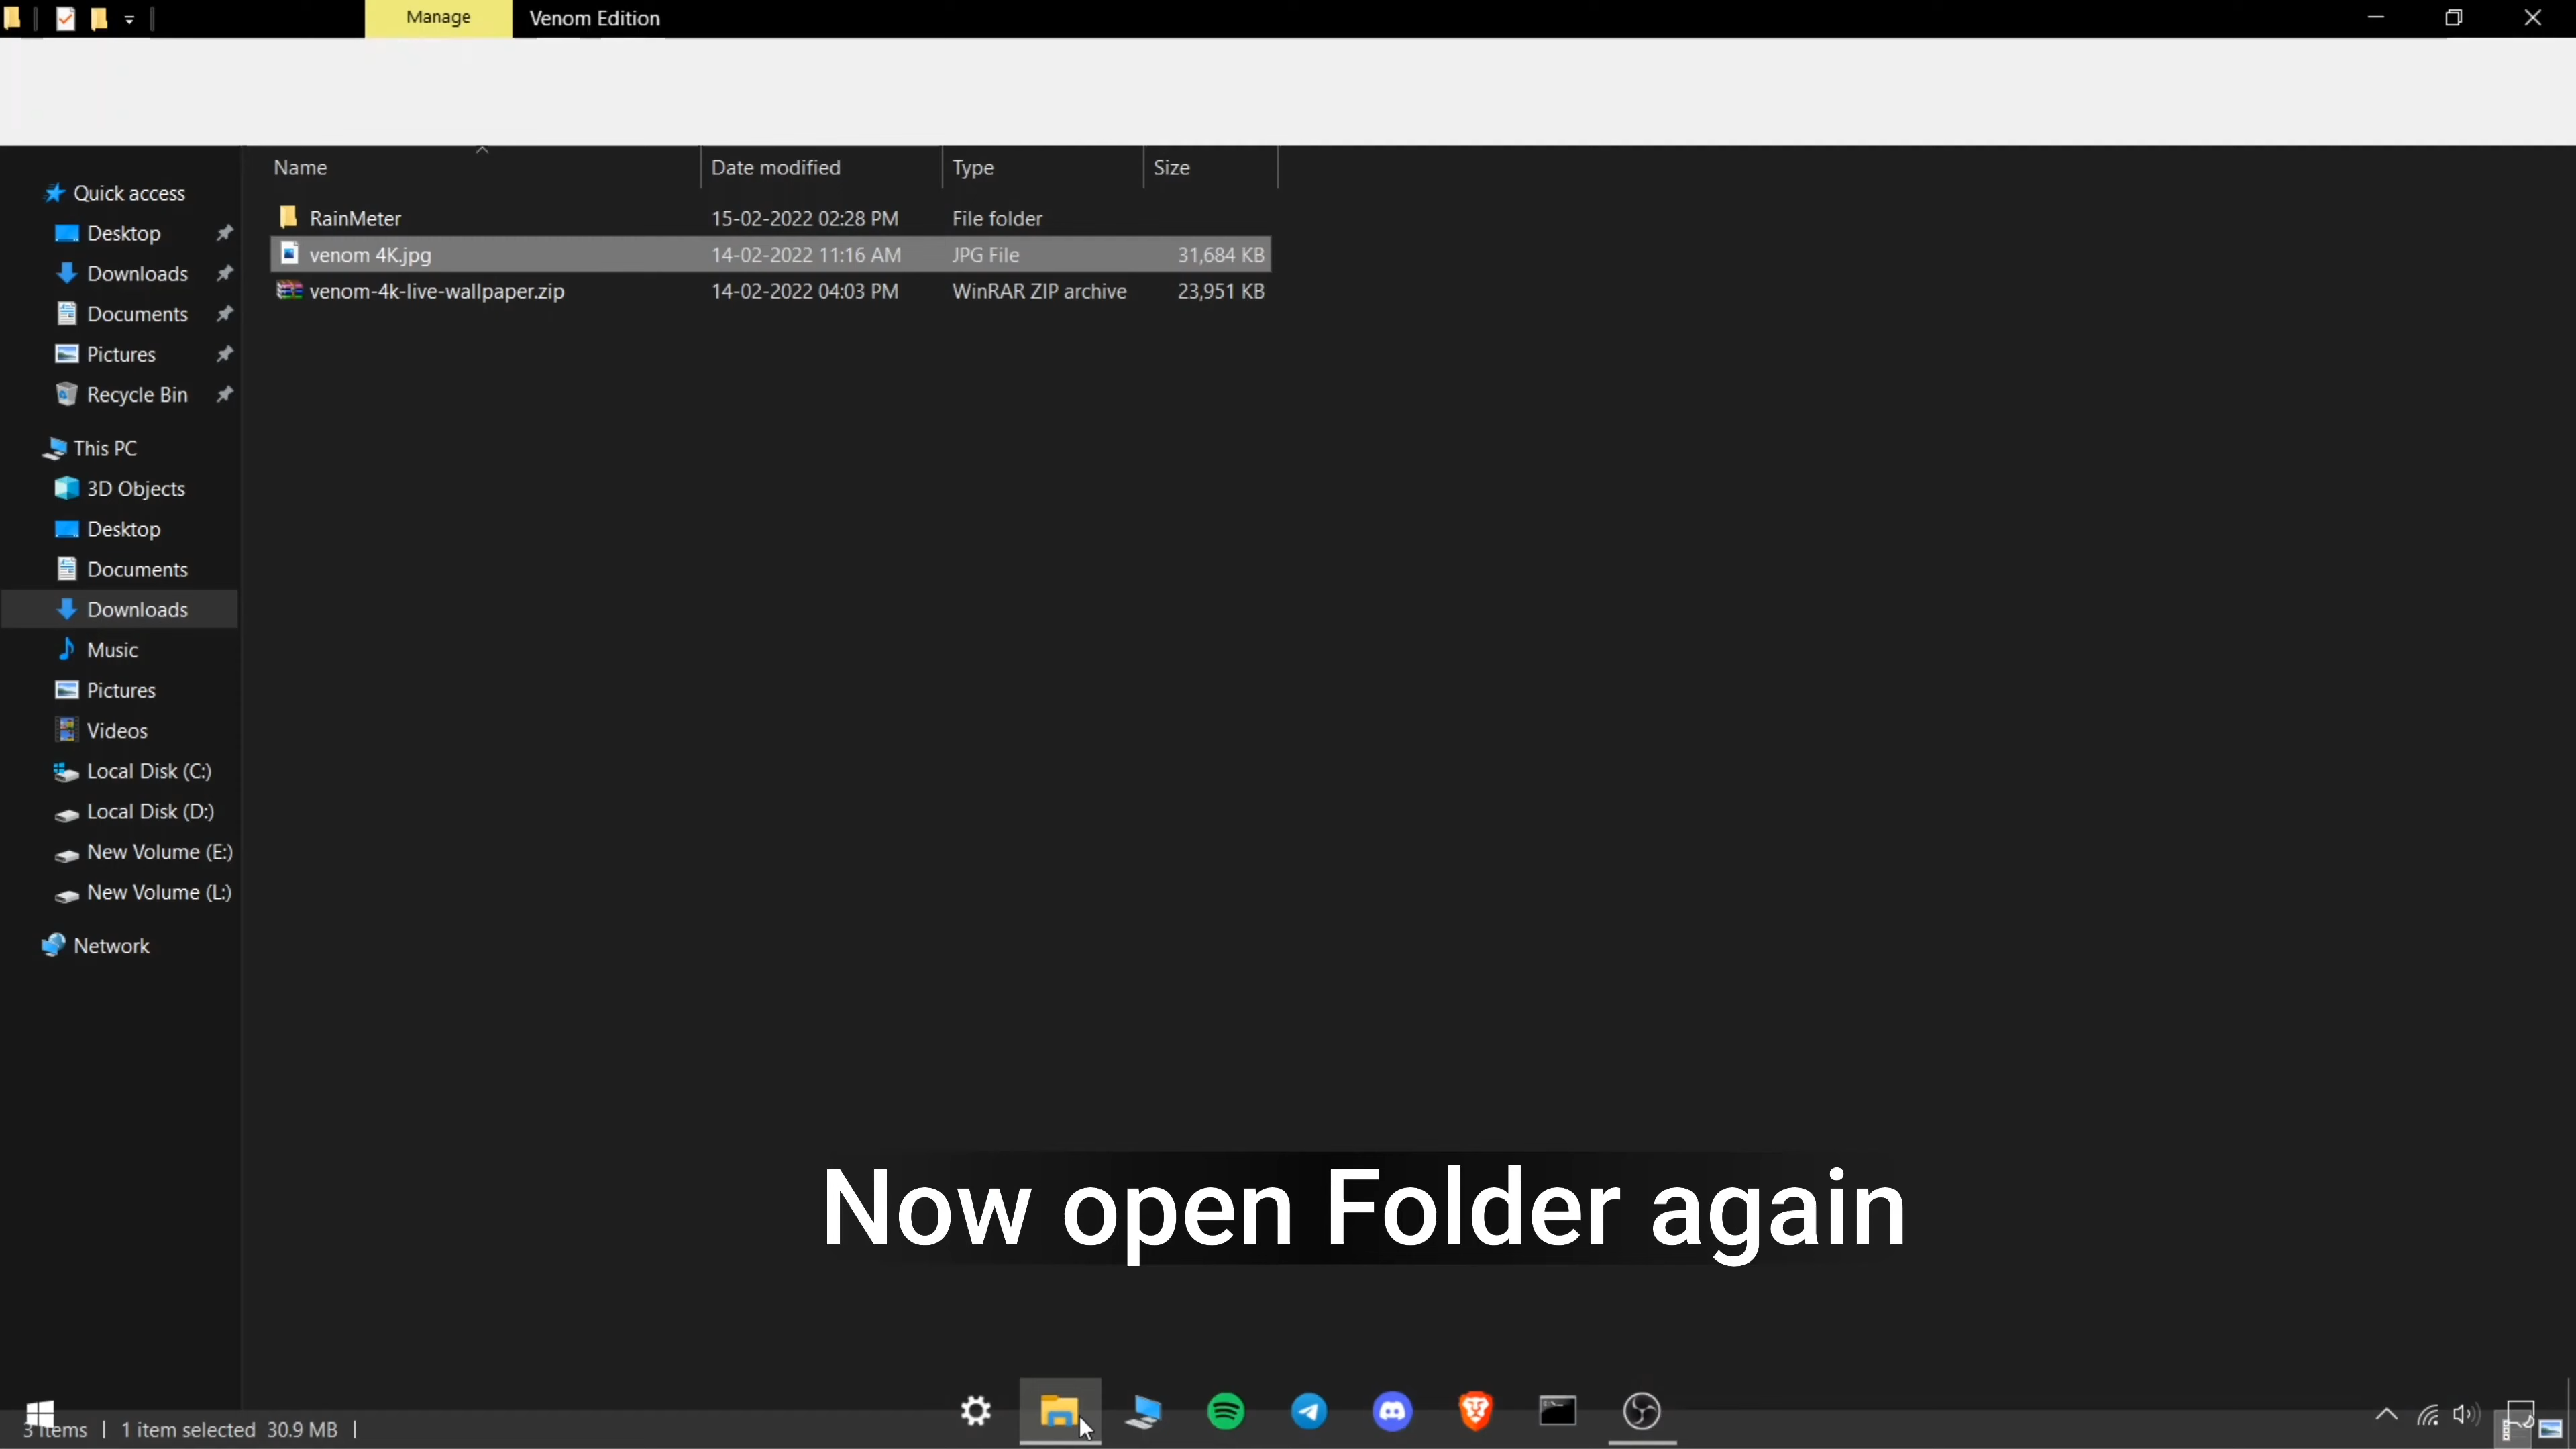 Manage
Venom Edition
Name
Date modified
Type
Size
RainMeter
15-02-2022 02:28 PM
File folder
venom 4K.jpg
14-02-2022 11:16 AM
JPG File
31,684 KB
venom-4k-live-wallpaper.zip
14-02-2022 04:03 PM
WinRAR ZIP archive
23,951 KB
Quick access
Desktop
Downloads
Documents
Pictures
Recycle Bin
This PC
3D Objects
Desktop
Documents
Downloads
Music
Pictures
Videos
Local Disk (C:)
Local Disk (D:)
New Volume (E:)
New Volume (L:)
Network
Now open Folder again
3 items
1 item selected 30.9 MB